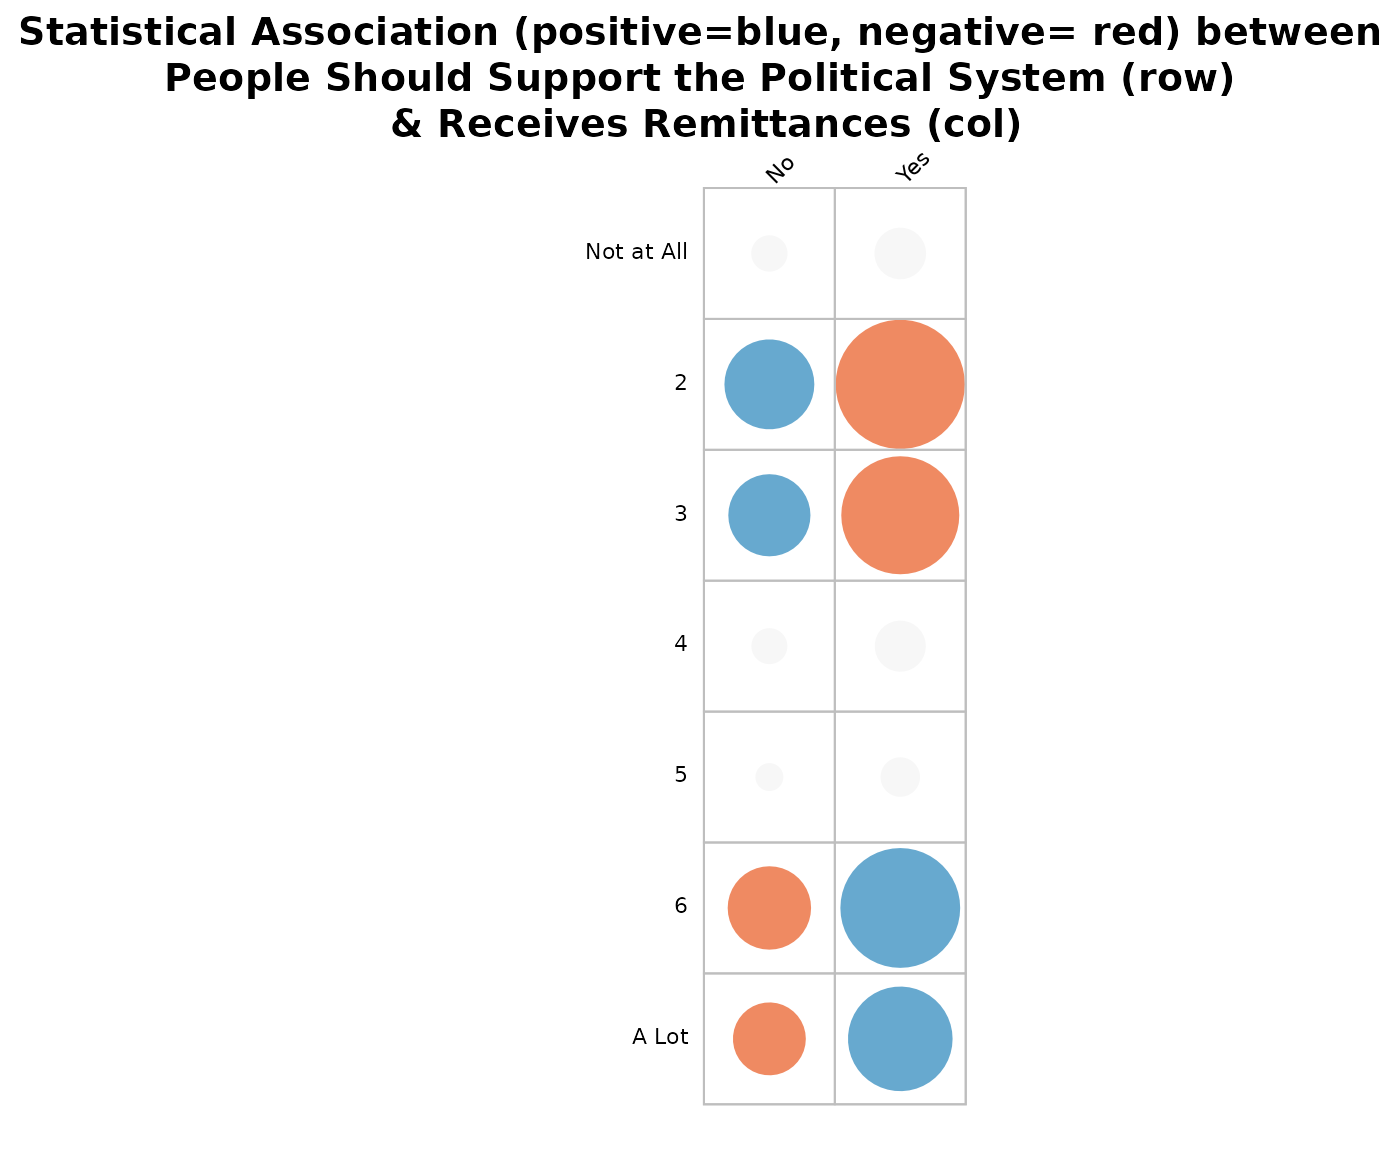 Statistical Association (positive=blue, negative= red) between
People Should Support the Political System (row)
& Receives Remittances (col)
No Yes
Not at All
2
3
4
5
6
A Lot